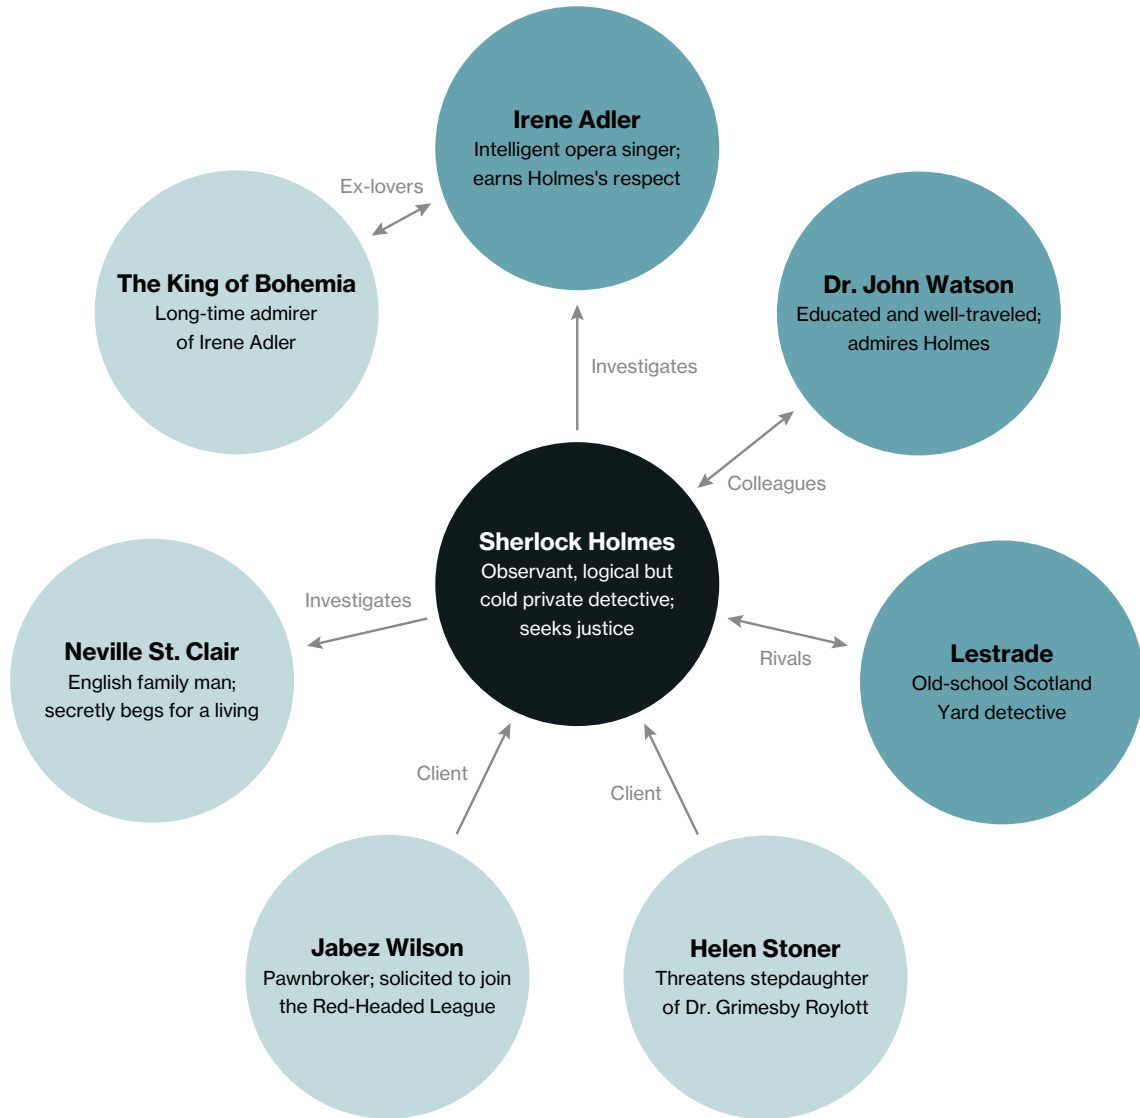 Irene Adler
Intelligent opera singer;
earns Holmes's respect
Ex-lovers
The King of Bohemia
Long-time admirer
of Irene Adler
Dr. John Watson
Educated and well-traveled;
admires Holmes
Investigates
Colleagues
Sherlock Holmes
Observant, logical but
cold private detective;
seeks justice
Investigates
Neville St. Clair
English family man;
secretly begs for a living
Rivals
Lestrade
Old-school Scotland
Yard detective
Client
Client
Jabez Wilson
Pawnbroker; solicited to join
the Red-Headed League
Helen Stoner
Threatens stepdaughter
of Dr. Grimesby Roylott